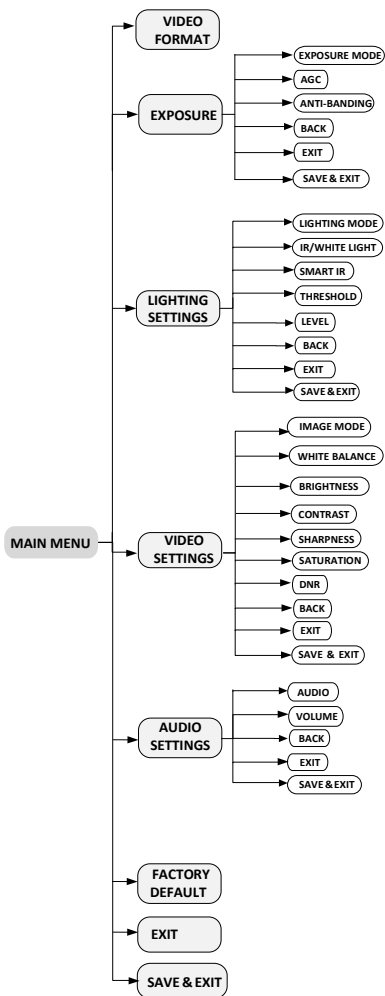 MAIN MENU
VIDEO
FORMAT
EXPOSURE
EXPOSURE MODE
AGC
ANTI-BANDING
BACK
EXIT
SAVE & EXIT
LIGHTING
SETTINGS
LIGHTING MODE
IR/WHITE LIGHT
SMART IR
THRESHOLD
LEVEL
BACK
EXIT
SAVE & EXIT
VIDEO
SETTINGS
IMAGE MODE
WHITE BALANCE
BRIGHTNESS
CONTRAST
SHARPNESS
SATURATION
DNR
BACK
EXIT
SAVE & EXIT
AUDIO
SETTINGS
AUDIO
VOLUME
BACK
EXIT
SAVE & EXIT
FACTORY
DEFAULT
EXIT
SAVE & EXIT